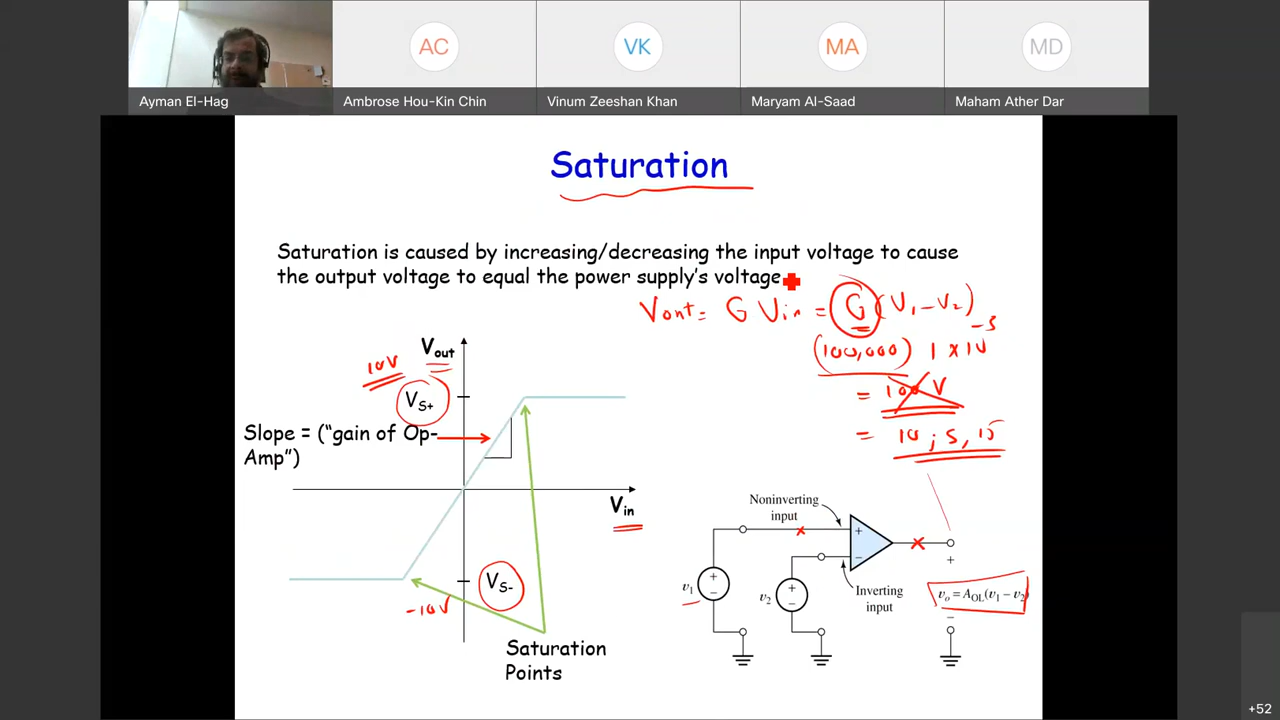 AC
VK
MA
MD
Ayman El-Hag
Ambrose Hou-Kin Chin
Vinum Zeeshan Khan
Maryam Al-Saad
Maham Ather Dar
Saturation
Saturation is caused by increasing/decreasing the input voltage to cause
the output voltage to equal the power supply's voltage
Vout = G Vin = G (V1 - V2)
(100,000) 1 x 10^-3
= 100 V
= 10, 5, 15
10V
Vout
VS+
Slope = ("gain of Op-
Amp")
Vin
VS-
-10V
Saturation
Points
Noninverting
input
+
−
v1
+
−
v2
+
−
Inverting
input
+
vo = AOL(v1 − v2)
−
+52